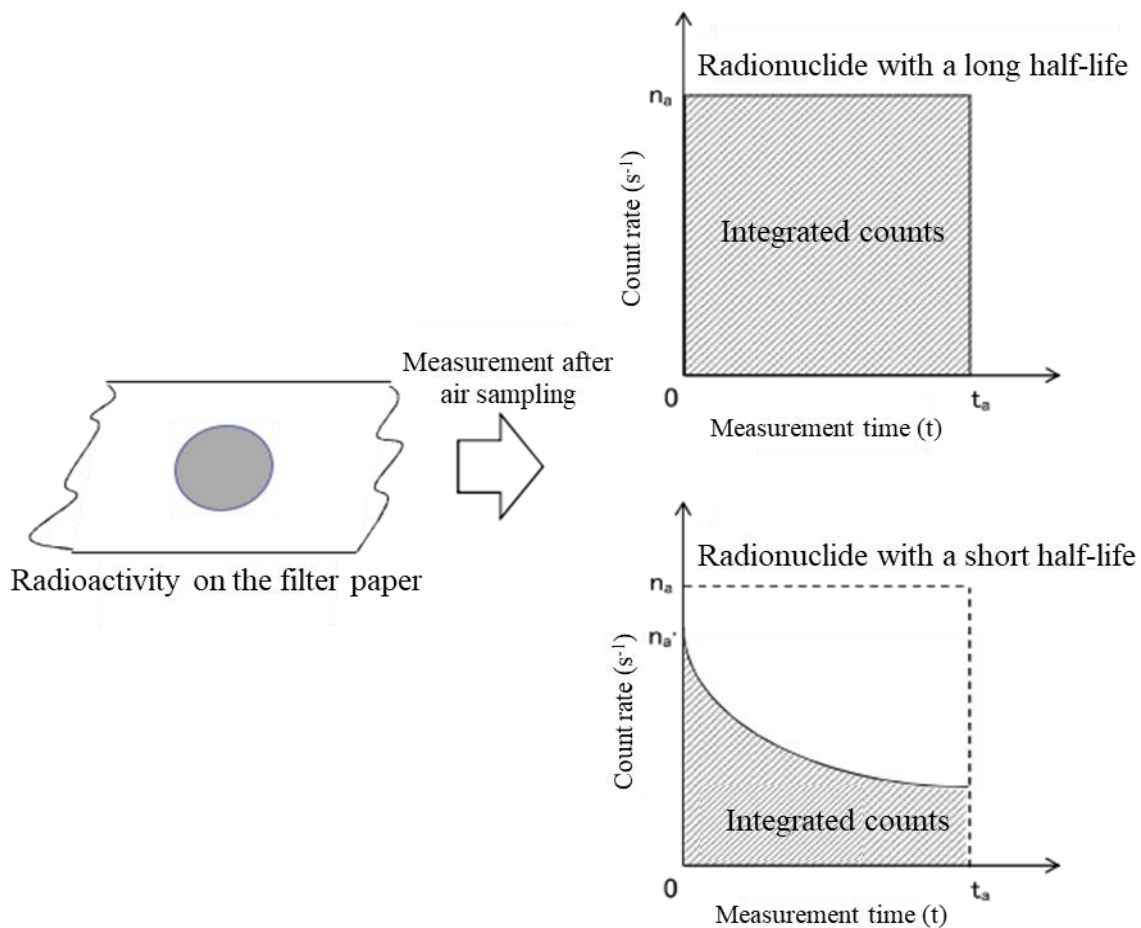 Radioactivity on the filter paper
Measurement after
air sampling
Radionuclide with a long half-life
nₐ
Count rate (s⁻¹)
Integrated counts
0
tₐ
Measurement time (t)
Radionuclide with a short half-life
nₐ
nₐ'
Count rate (s⁻¹)
Integrated counts
0
tₐ
Measurement time (t)